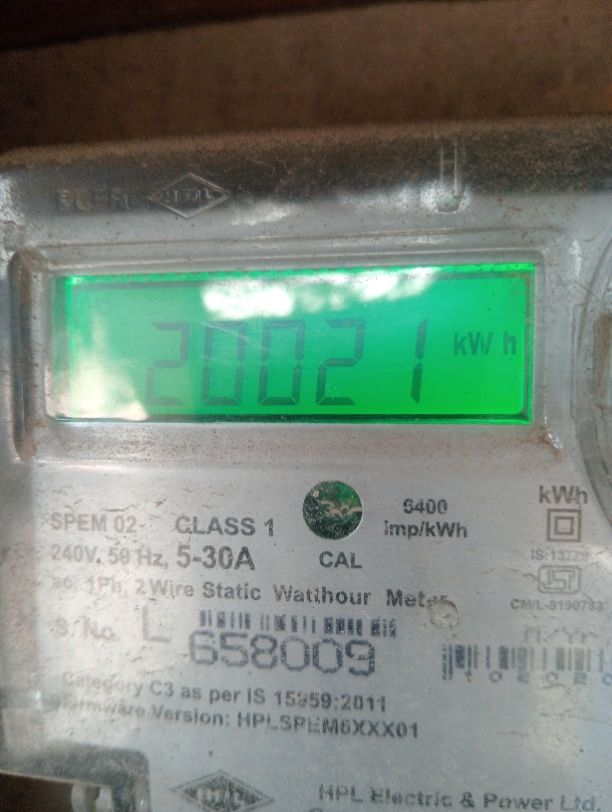 20021 kWh
kWh
6400
SPEM 02 CLASS 1 imp/kWh
240V, 50 Hz, 5-30A CAL IS:13779
ac. 1Ph. 2Wire Static Watthour Meter
CM/L-9190783
S No. L M/Yr
658009
Category C3 as per IS 15959:2011
Firmware Version: HPLSPEM6XXX01
HPL Electric & Power Ltd.